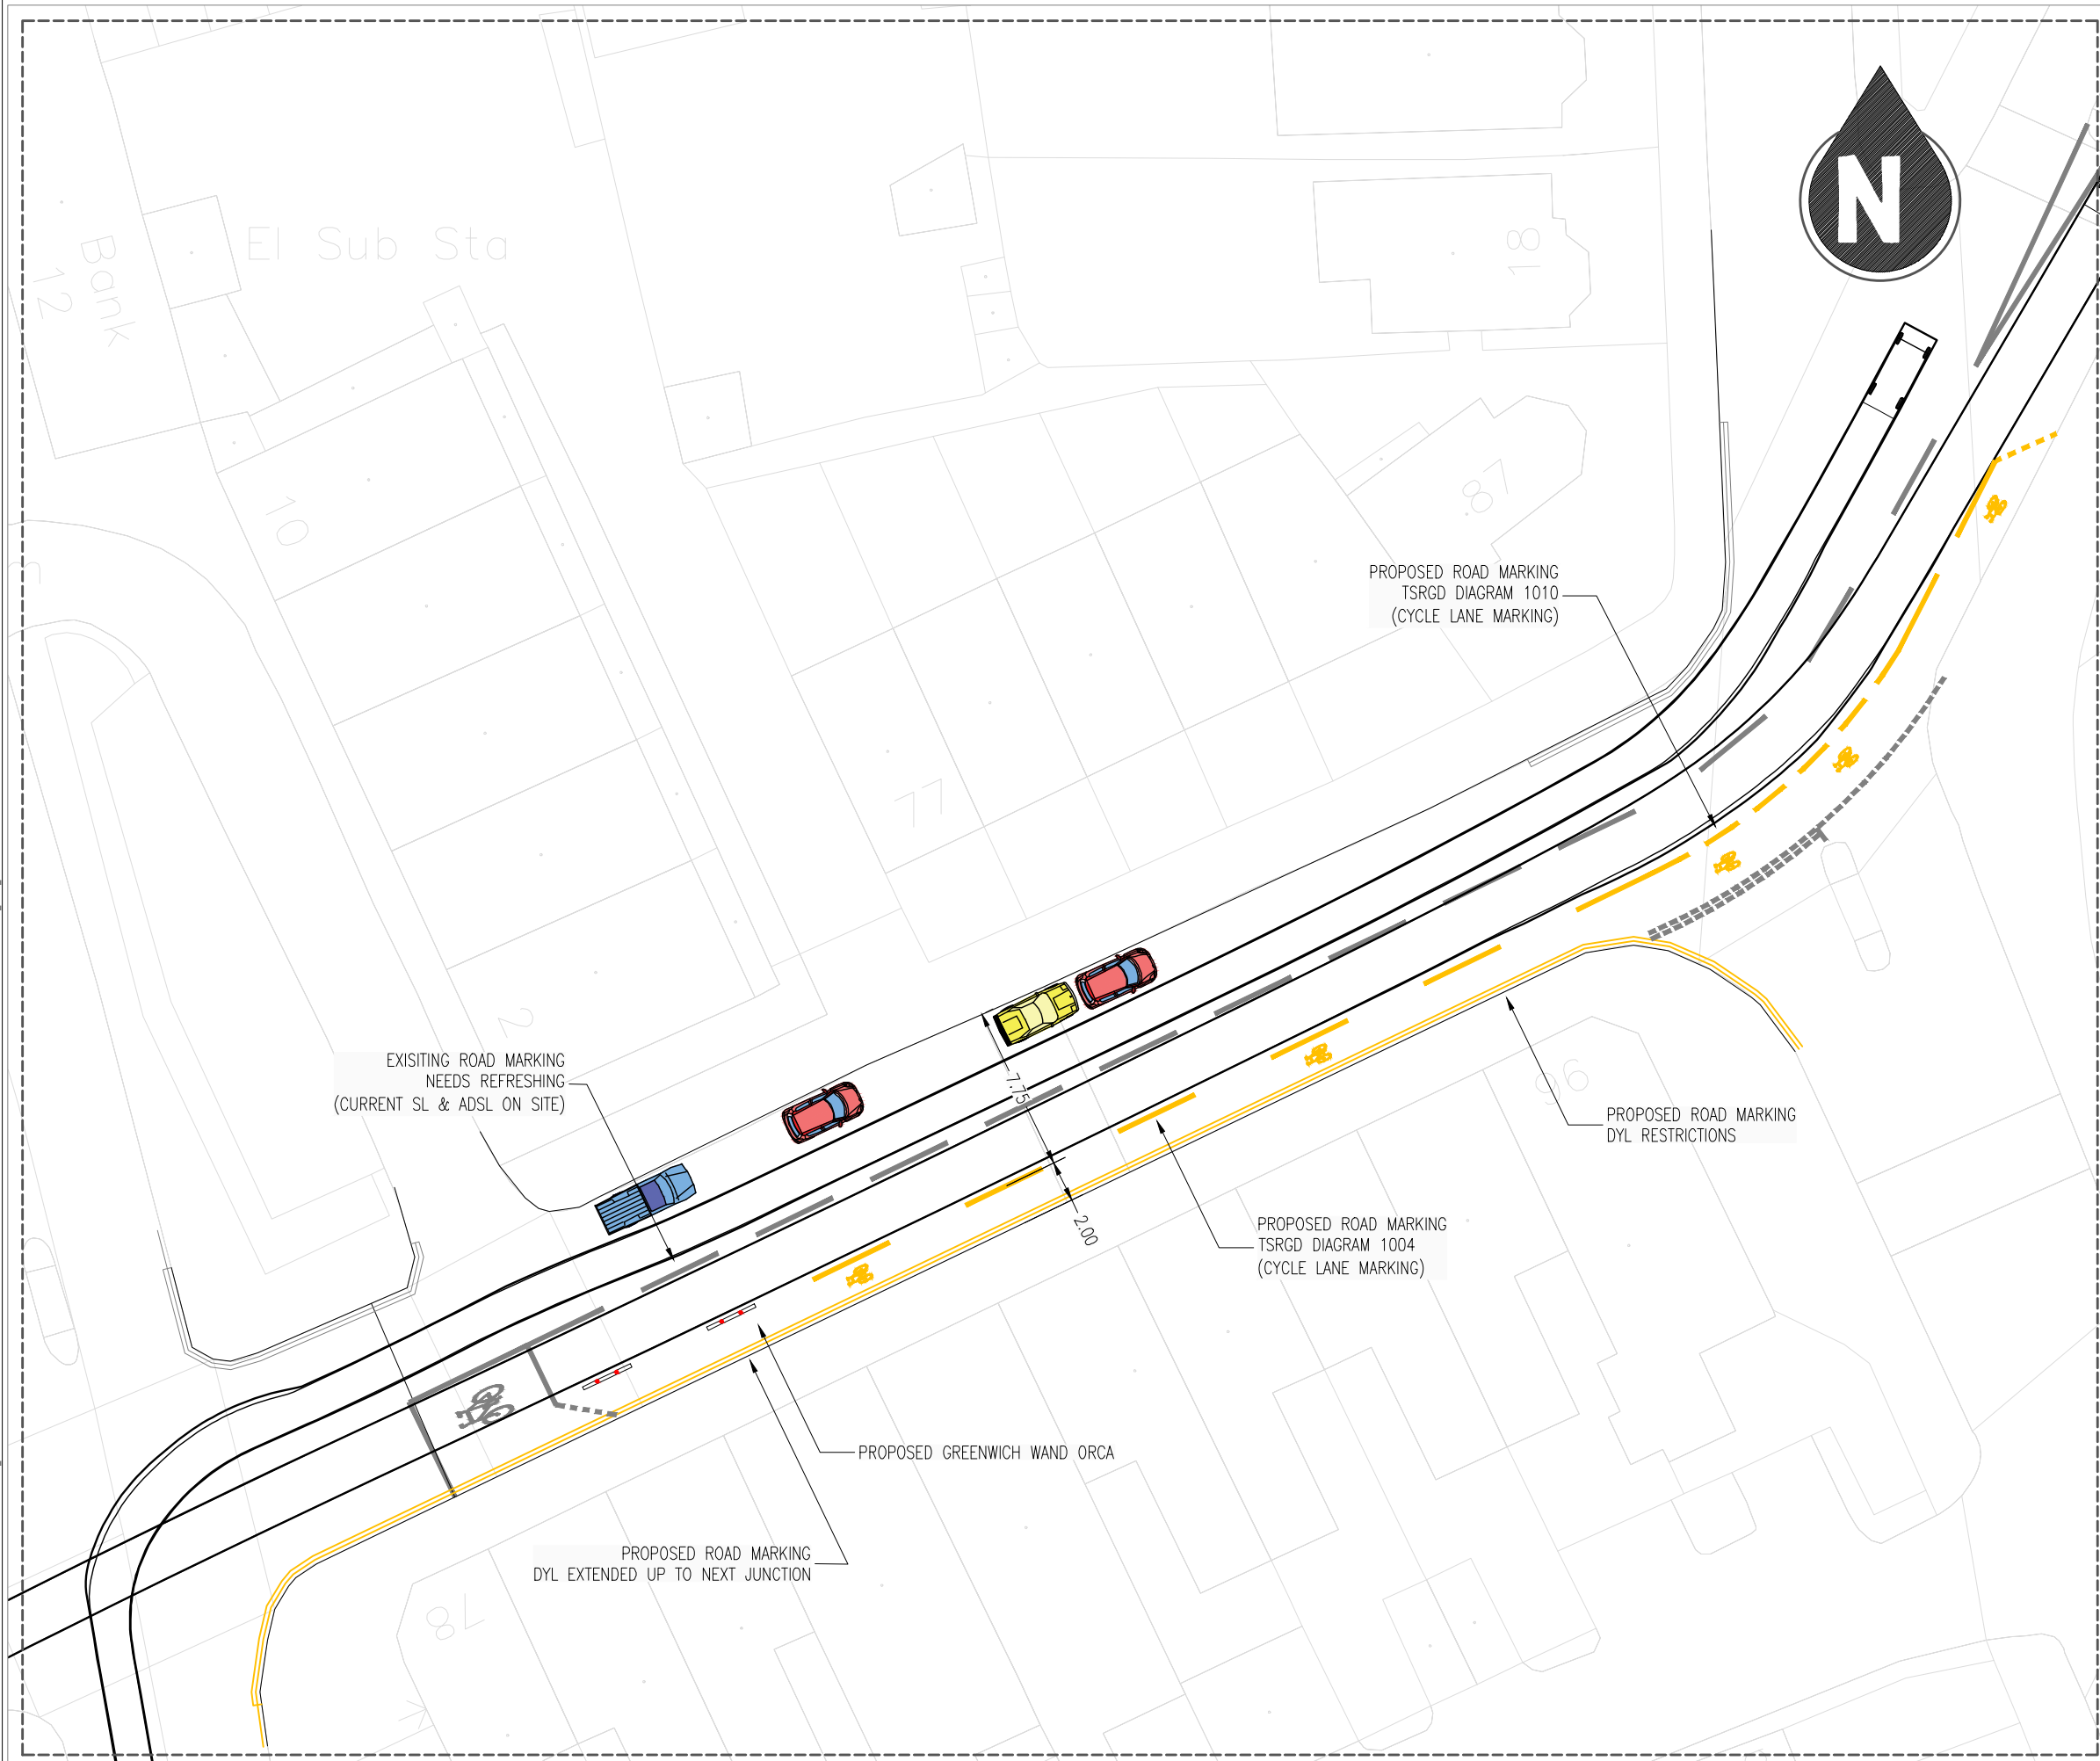 N
El Sub Sta
Bank
12
10
81
87
77
2
96
78
PROPOSED ROAD MARKING
TSRGD DIAGRAM 1010
(CYCLE LANE MARKING)
EXISITING ROAD MARKING
NEEDS REFRESHING
(CURRENT SL & ADSL ON SITE)
7.75
2.00
PROPOSED ROAD MARKING
DYL RESTRICTIONS
PROPOSED ROAD MARKING
TSRGD DIAGRAM 1004
(CYCLE LANE MARKING)
PROPOSED GREENWICH WAND ORCA
PROPOSED ROAD MARKING
DYL EXTENDED UP TO NEXT JUNCTION